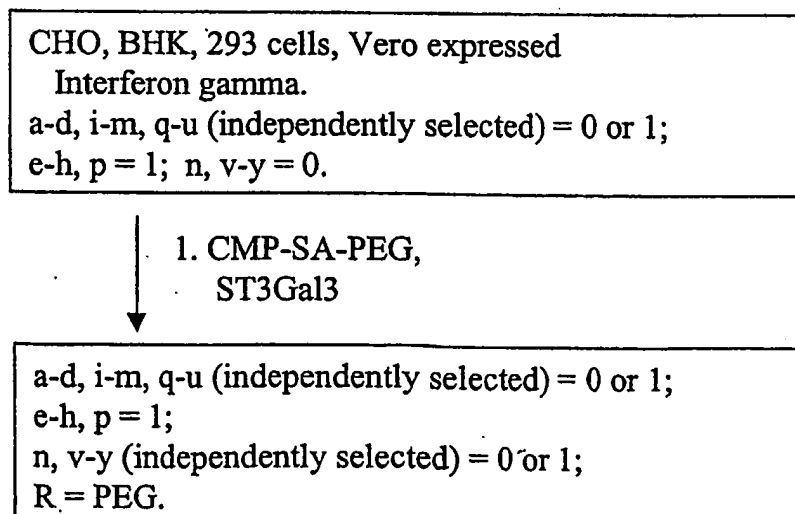 CHO, BHK, 293 cells, Vero expressed
Interferon gamma.
a-d, i-m, q-u (independently selected) = 0 or 1;
e-h, p = 1; n, v-y = 0.
1. CMP-SA-PEG,
ST3Gal3
a-d, i-m, q-u (independently selected) = 0 or 1;
e-h, p = 1;
n, v-y (independently selected) = 0 or 1;
R = PEG.